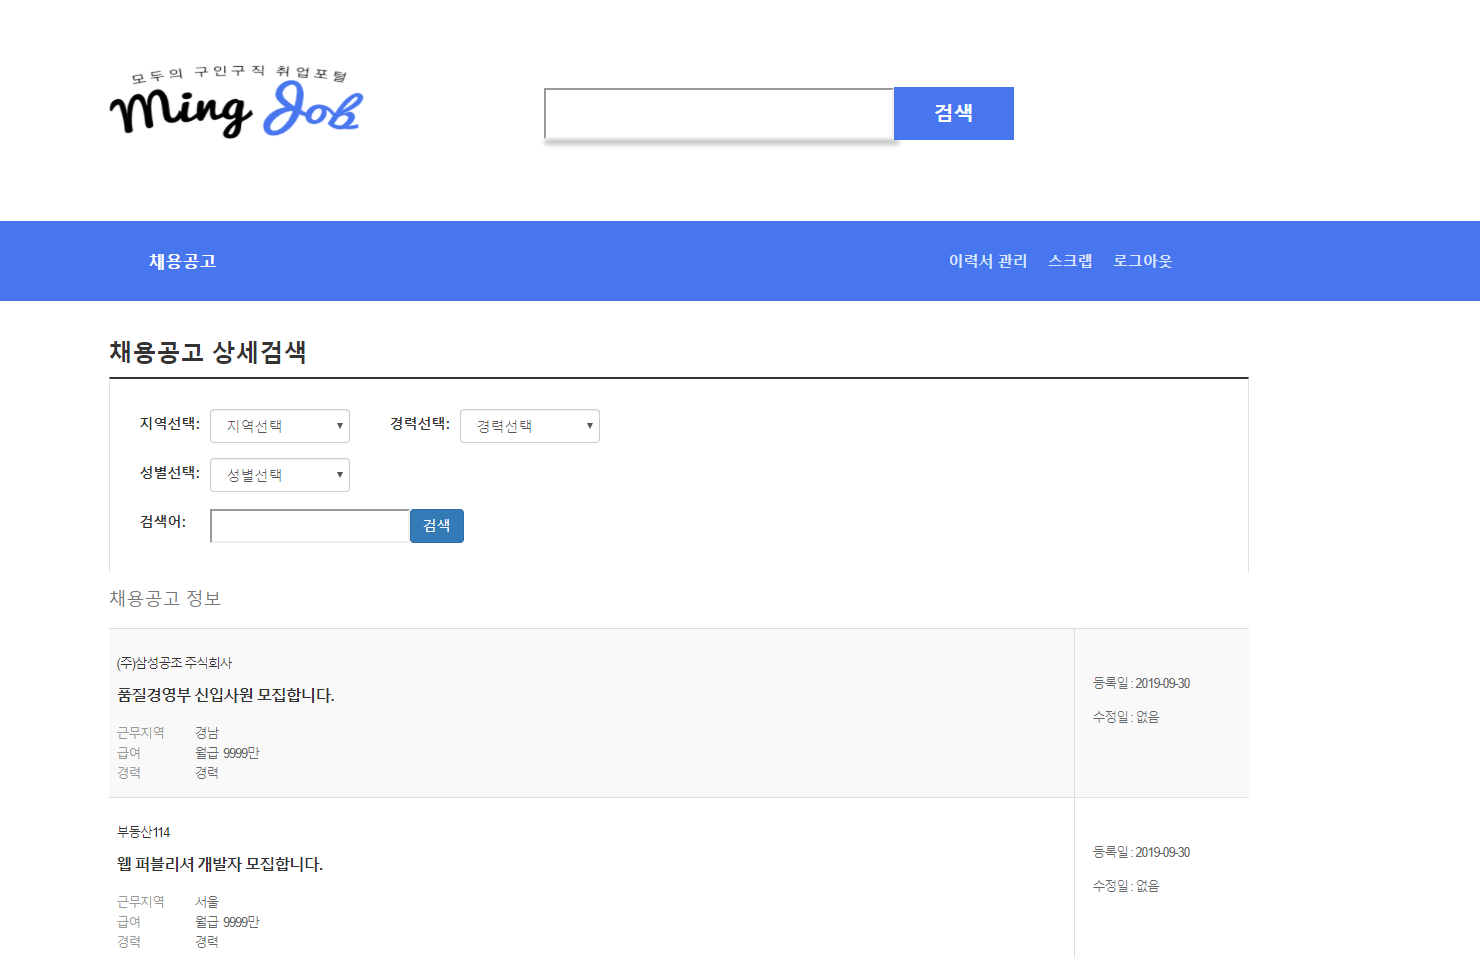 모두의 구인구직 취업포털
Ming Job
검색
채용공고
이력서 관리 스크랩 로그아웃
채용공고 상세검색
지역선택: 지역선택 경력선택: 경력선택
성별선택: 성별선택
검색어: 검색
채용공고 정보
(주)삼성공조 주식회사
품질경영부 신입사원 모집합니다.
근무지역 경남
급여 월급 9999만
경력 경력
등록일 : 2019-09-30
수정일 : 없음
부동산114
웹 퍼블리셔 개발자 모집합니다.
근무지역 서울
급여 월급 9999만
경력 경력
등록일 : 2019-09-30
수정일 : 없음